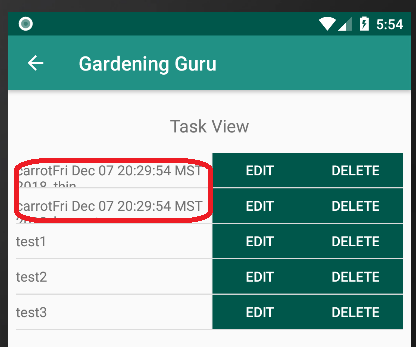 5:54
Gardening Guru
Task View
carrotFri Dec 07 20:29:54 MST EDIT DELETE
2018 thin
carrotFri Dec 07 20:29:54 MST EDIT DELETE
test1 EDIT DELETE
test2 EDIT DELETE
test3 EDIT DELETE